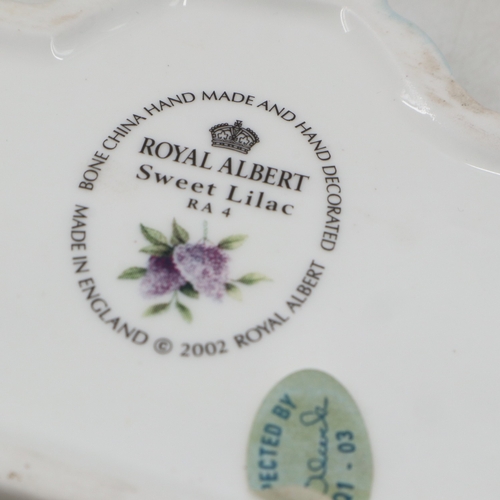 BONE CHINA HAND MADE AND HAND DECORATED
ROYAL ALBERT
Sweet Lilac
RA 4
MADE IN ENGLAND © 2002 ROYAL ALBERT
ECTED BY
01 - 03